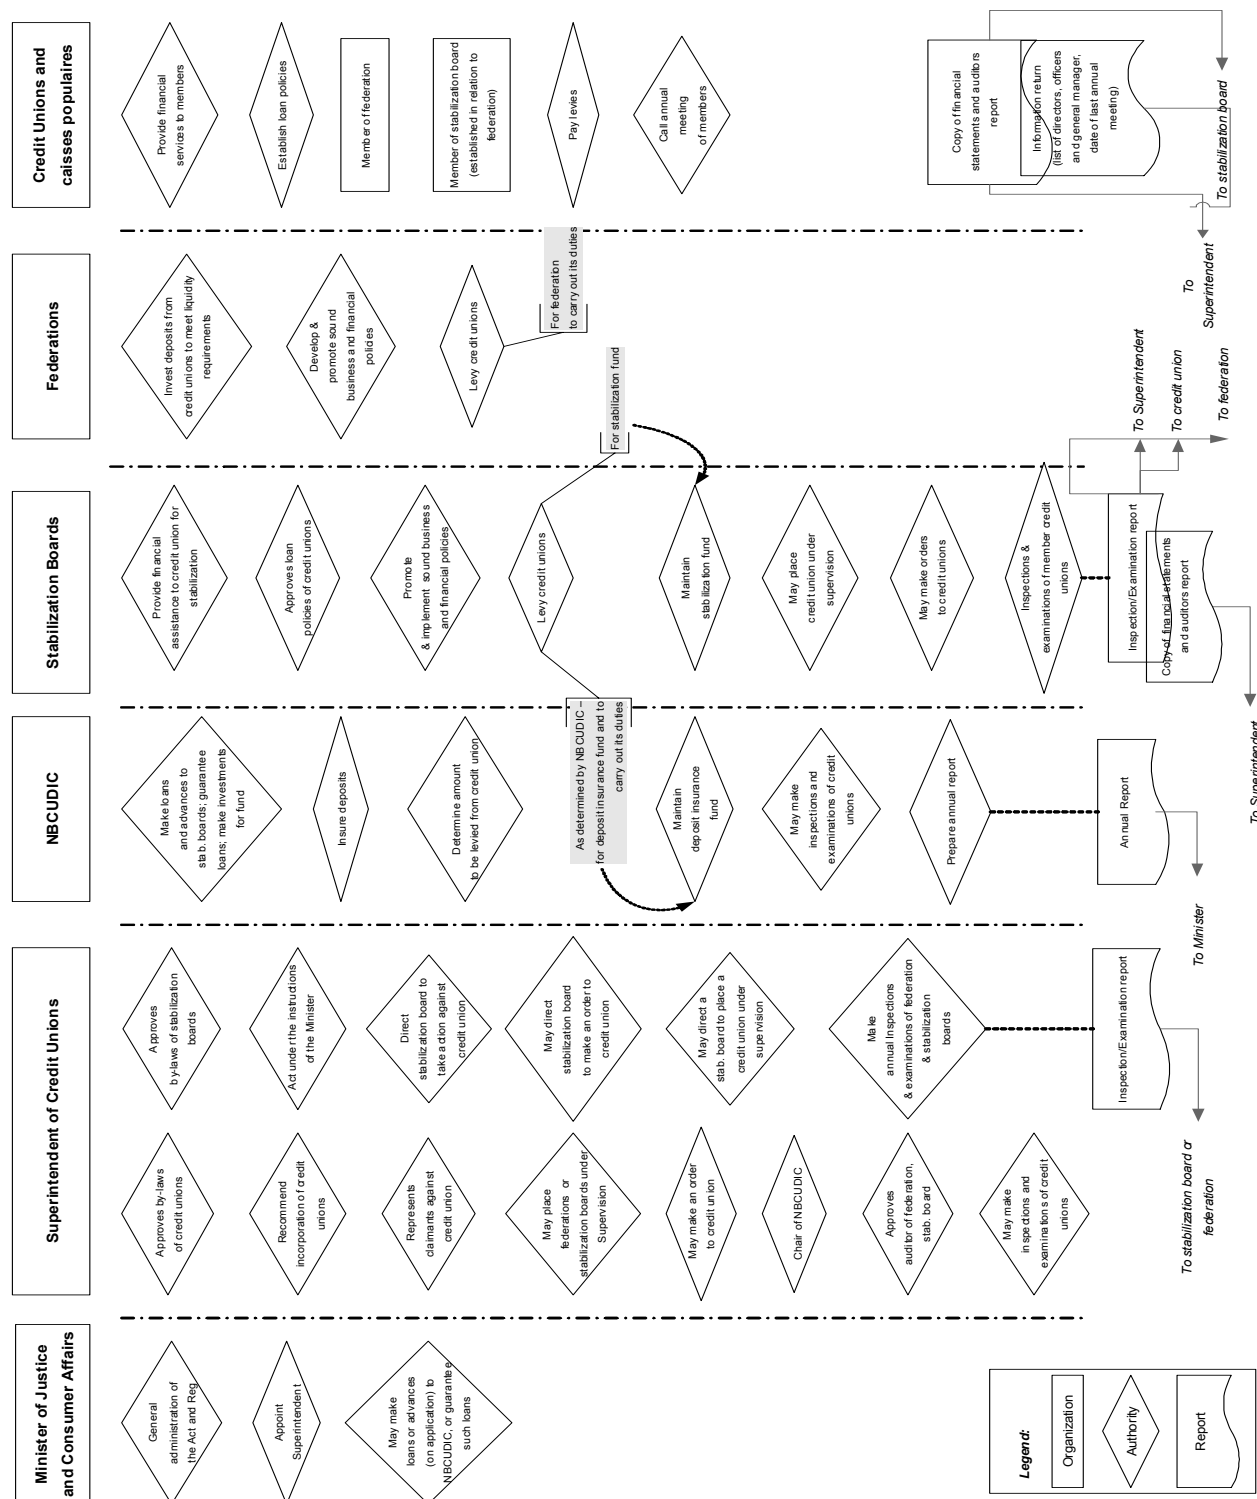 Minister of Justice
and Consumer Affairs
General
administration of
the Act and Reg
Appoint
Superintendent
May make
loans or advances
(on application) to
NBCUDIC, or guarantee
such loans
Legend:
Organization
Authority
Report
Superintendent of Credit Unions
Approves by-laws
of credit unions
Recommend
incorporation of credit
unions
Represents
claimants against
credit union
May place
federations or
stabilization boards under
Supervision
May make an order
to credit union
Chair of NBCUDIC
Approves
auditor of federation,
stab. board
May make
inspections and
examinations of credit
unions
Approves
by-laws of stabilization
boards
Act under the instructions
of the Minister
Direct
stabilization board to
take action against
credit union
May direct
stabilization board
to make an order to
credit union
May direct a
stab. board to place a
credit union under
supervision
Make
annual Inspections
& examinations of federation
& stabilization
boards
Inspection/Examination report
To stabilization board or
federation
NBCUDIC
Make loans
and advances to
stab. boards; guarantee
loans; make investments
for fund
Insure deposits
Determine amount
to be levied from credit union
As determined by NBCUDIC –
for deposit insurance fund and to
carry out its duties
Maintain
deposit insurance
fund
May make
inspections and
examinations of credit
unions
Prepare annual report
Annual Report
To Minister
Stabilization Boards
Provide financial
assistance to credit union for
stabilization
Approves loan
policies of credit unions
Promote
& implement sound business
and financial policies
Levy credit unions
For stabilization fund
Maintain
stabilization fund
May place
credit union under
supervision
May make orders
to credit unions
Inspections &
examinations of member credit
unions
Inspection/Examination report
Copy of financial statements
and auditors report
To Superintendent
To credit union
To federation
To Superintendent
Federations
Invest deposits from
credit unions to meet liquidity
requirements
Develop &
promote sound
business and financial
policies
Levy credit unions
For federation
to carry out its duties
Credit Unions and
caisses populaires
Provide financial
services to members
Establish loan policies
Member of federation
Member of stabilization board
(established in relation to
federation)
Pay levies
Call annual
meeting
of members
Copy of financial
statements and auditors
report
Information return
(list of directors, officers
and general manager,
date of last annual
meeting)
To
Superintendent
To stabilization board